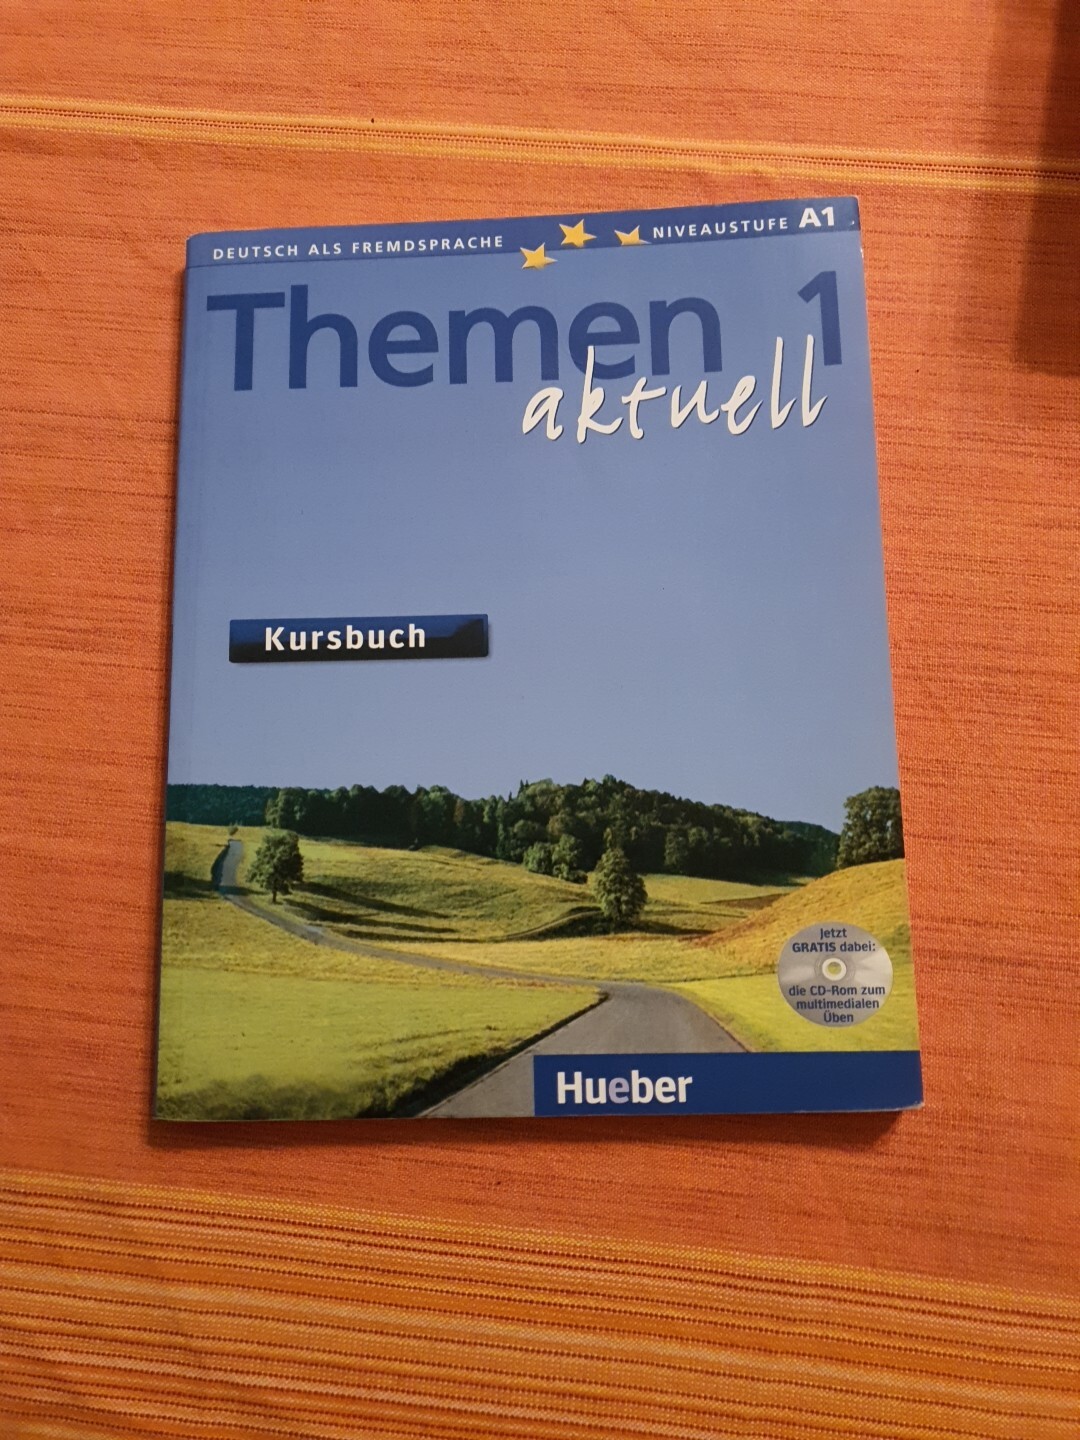 DEUTSCH ALS FREMDSPRACHE
NIVEAUSTUFE A1
Themen 1
aktuell
Kursbuch
Jetzt
GRATIS dabei:
die CD-Rom zum
multimedialen
Üben
Hueber